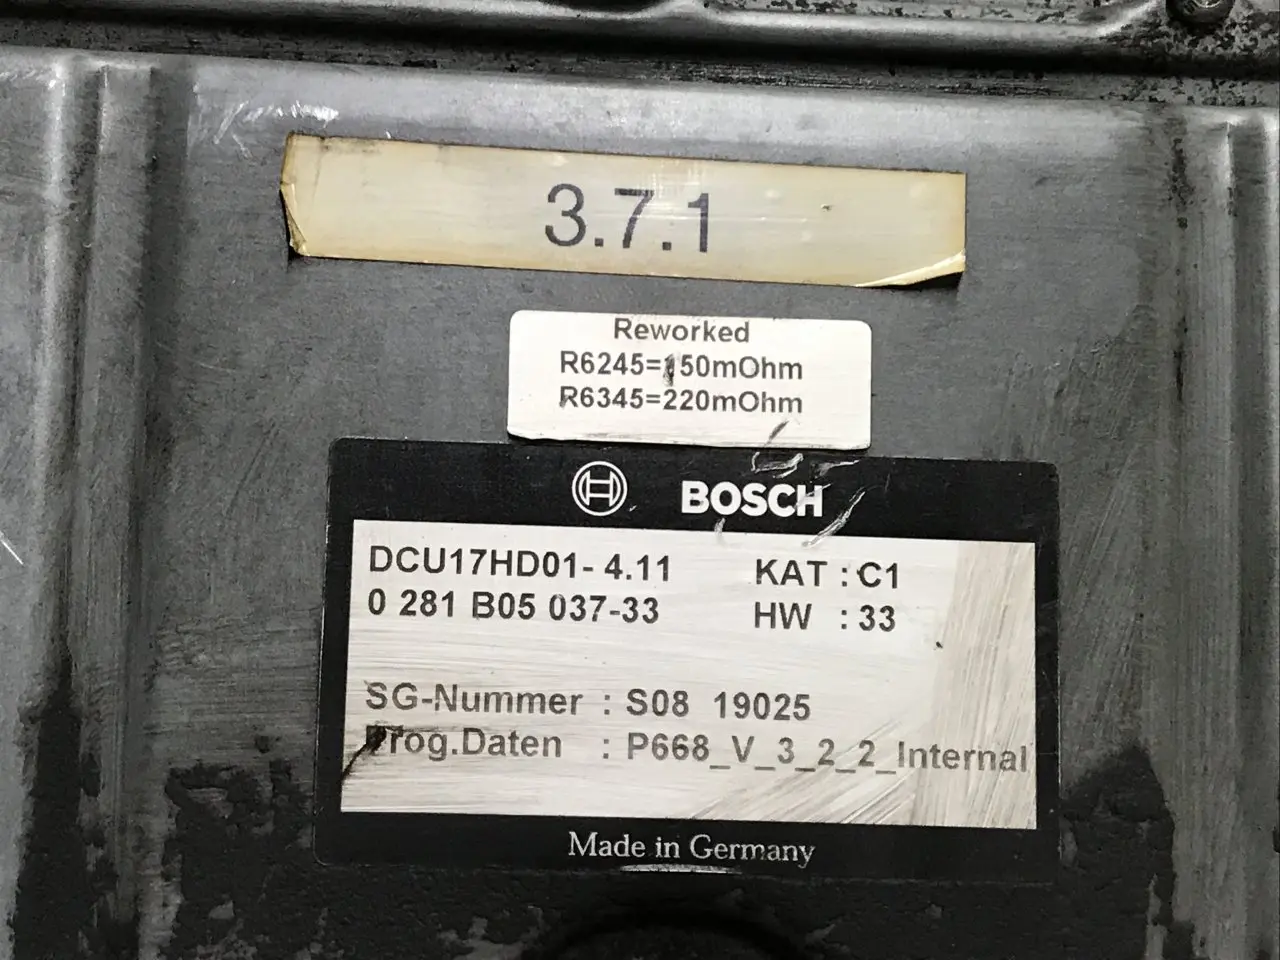 3.7.1
Reworked
R6245=150mOhm
R6345=220mOhm
BOSCH
DCU17HD01- 4.11 KAT : C1
0 281 B05 037-33 HW : 33
SG-Nummer : S08 19025
Prog.Daten : P668_V_3_2_2_Internal
Made in Germany